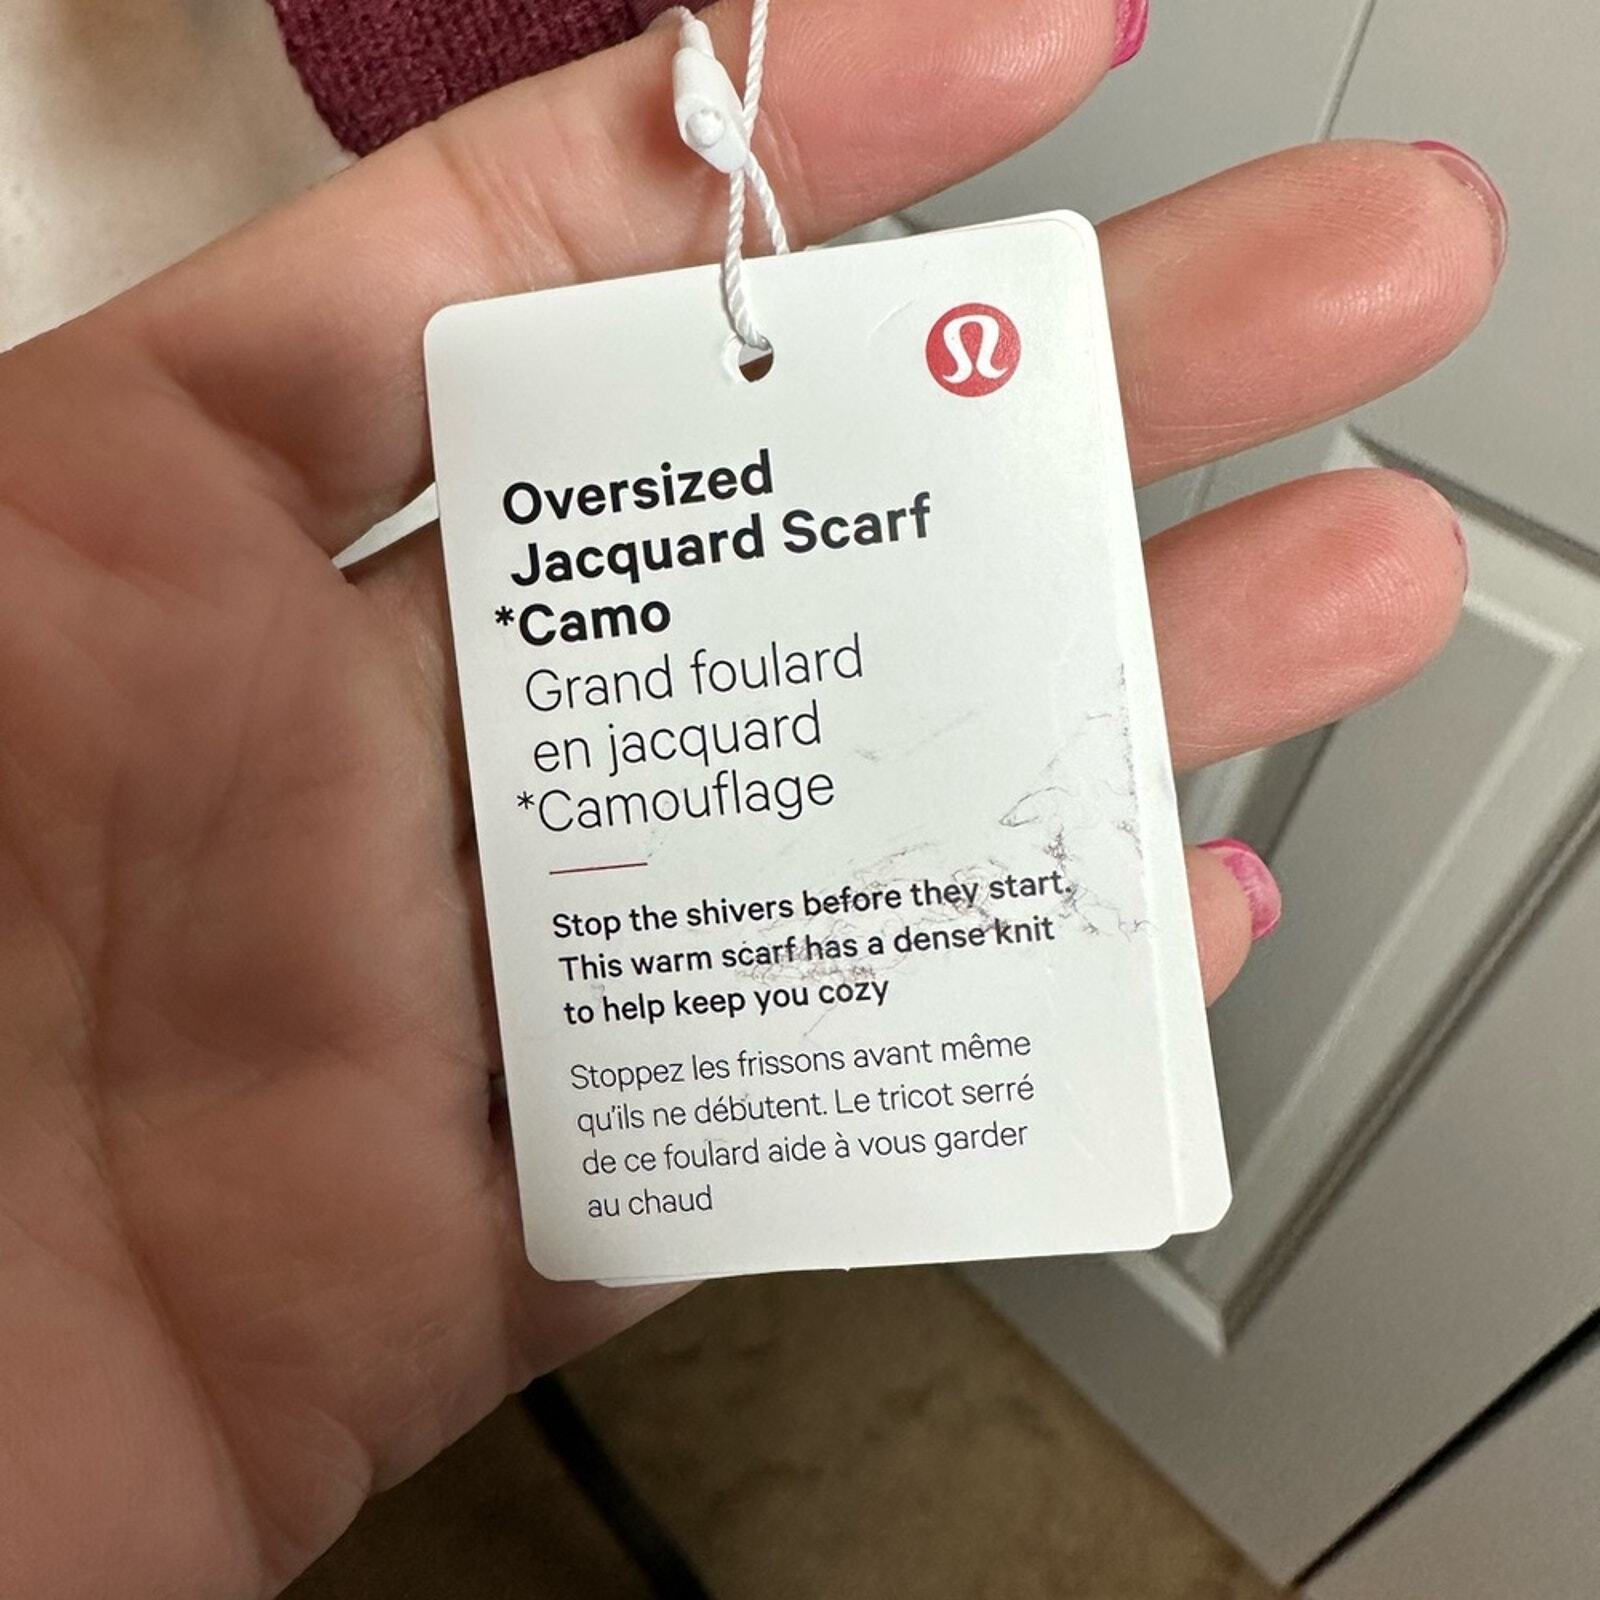 Oversized
Jacquard Scarf
*Camo
Grand foulard
en jacquard
*Camouflage
Stop the shivers before they start.
This warm scarf has a dense knit
to help keep you cozy
Stoppez les frissons avant même
qu'ils ne débutent. Le tricot serré
de ce foulard aide à vous garder
au chaud